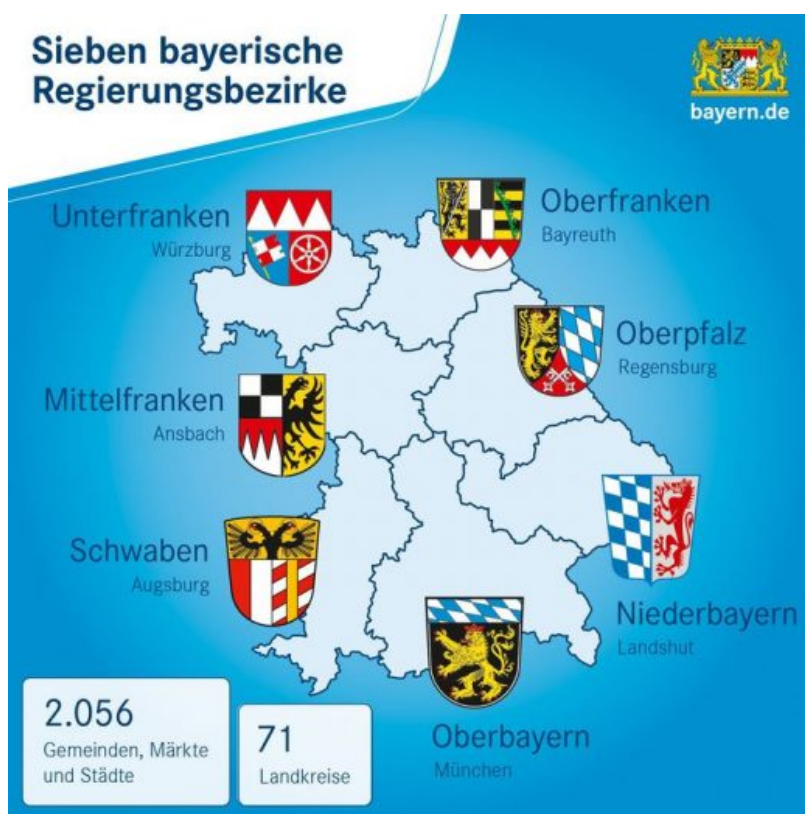 Sieben bayerische
Regierungsbezirke
bayern.de
Unterfranken
Würzburg
Oberfranken
Bayreuth
Oberpfalz
Regensburg
Mittelfranken
Ansbach
Schwaben
Augsburg
Niederbayern
Landshut
Oberbayern
München
2.056
Gemeinden, Märkte
und Städte
71
Landkreise